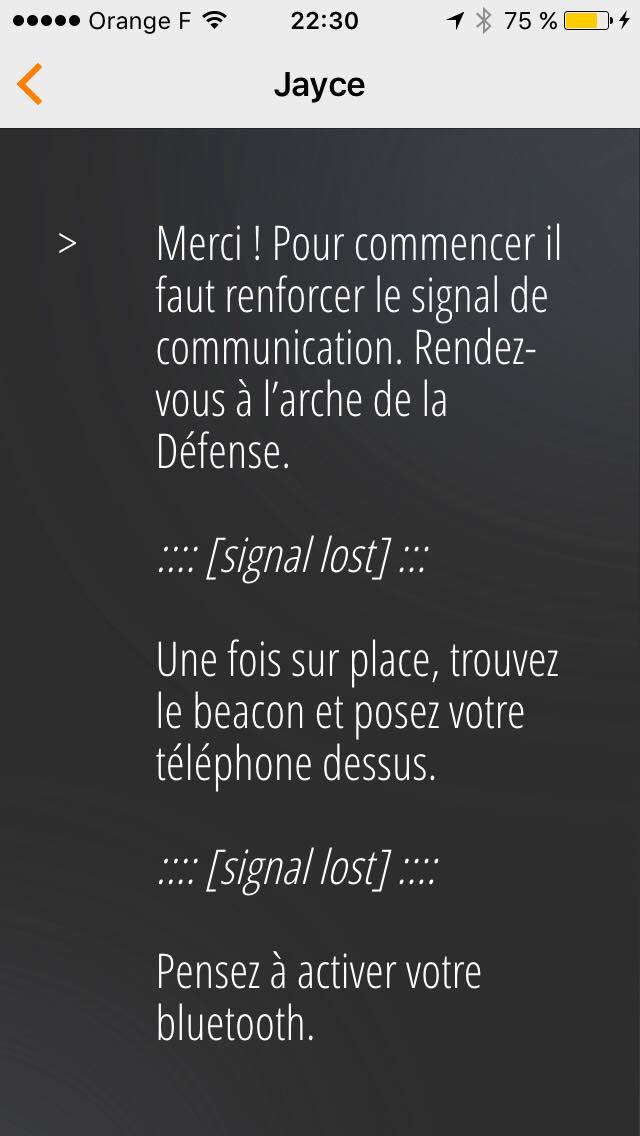 Orange F 22:30 75 %
Jayce
> Merci ! Pour commencer il
faut renforcer le signal de
communication. Rendez-
vous à l’arche de la
Défense.
:::: [signal lost] :::
Une fois sur place, trouvez
le beacon et posez votre
téléphone dessus.
:::: [signal lost] ::::
Pensez à activer votre
bluetooth.